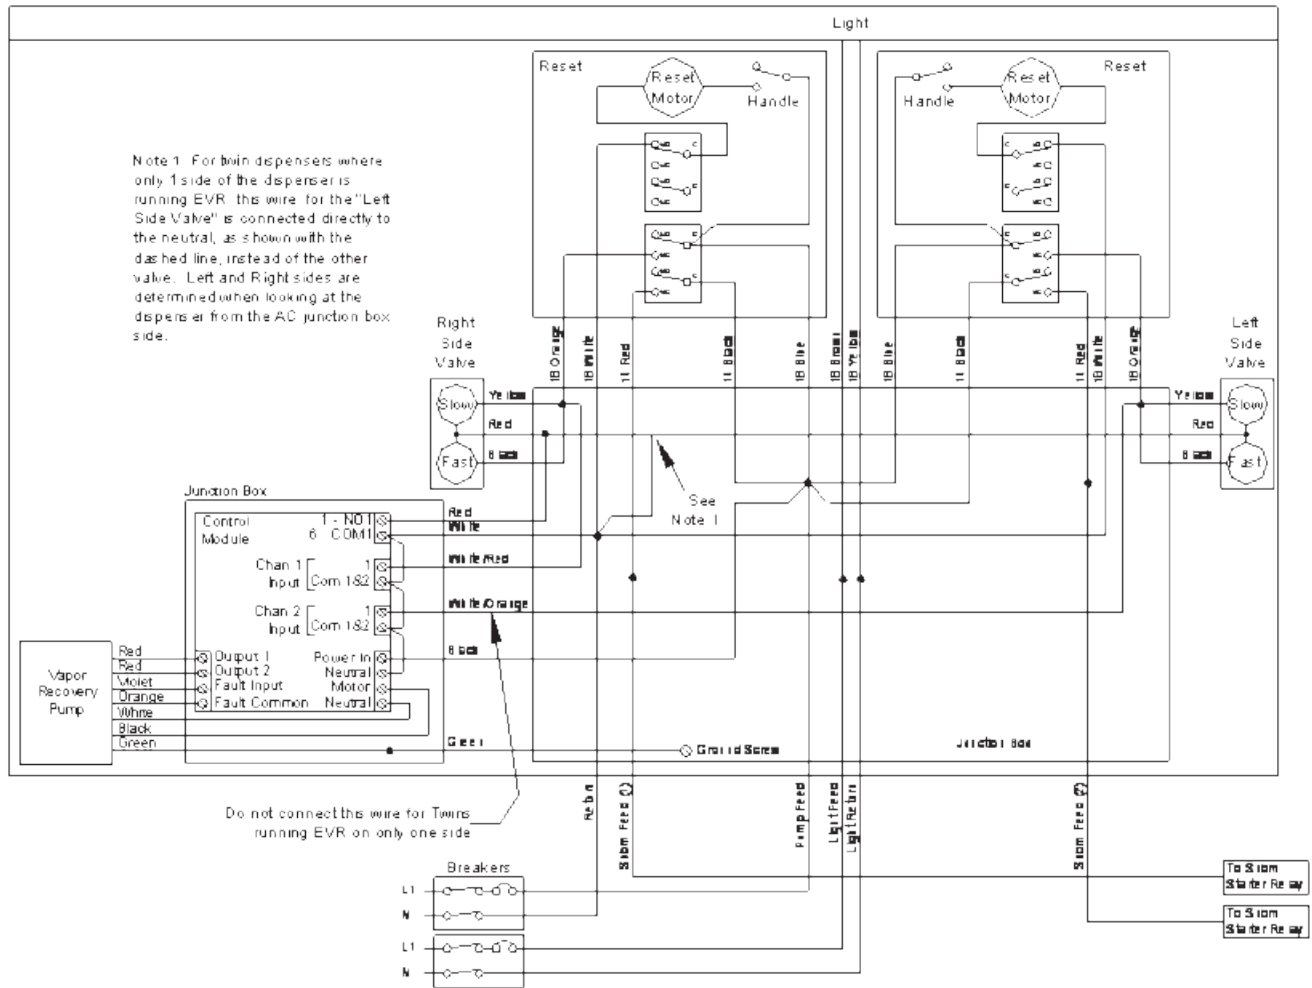 Light
Reset
Reset
Motor
Handle
Reset
Motor
Handle
Reset
Note 1 For twin dispensers where
only 1 side of the dispenser is
running EVR, this wire for the "Left
Side Valve" is connected directly to
the neutral, as shown with the
dashed line, instead of the other
valve. Left and Right sides are
determined when looking at the
dispenser from the AC junction box
side.
Right
Side
Valve
Left
Side
Valve
18 Orange
18 White
11 Red
11 Black
18 Blue
18 Brown
18 Yellow
18 Blue
11 Black
11 Red
18 White
18 Orange
Slow
Fast
Yellow
Red
Black
Yellow
Red
Black
Slow
Fast
See
Note 1
Junction Box
Control
Module
1 - NO1
6 COM1
Chan 1
Input
1
Com 1&2
Chan 2
Input
1
Com 1&2
Output 1
Output 2
Fault Input
Fault Common
Power In
Neutral
Motor
Neutral
Red
White
White/Red
White/Orange
Black
Green
Vapor
Recovery
Pump
Red
Red
Violet
Orange
White
Black
Green
Ground Screw
Junction Box
Do not connect this wire for Twins
running EVR on only one side
Return
Feed (1)
Pump Feed
Light Feed
Light Return
Feed (2)
Breakers
L1
N
L1
N
To
Starter Relay
To
Starter Relay